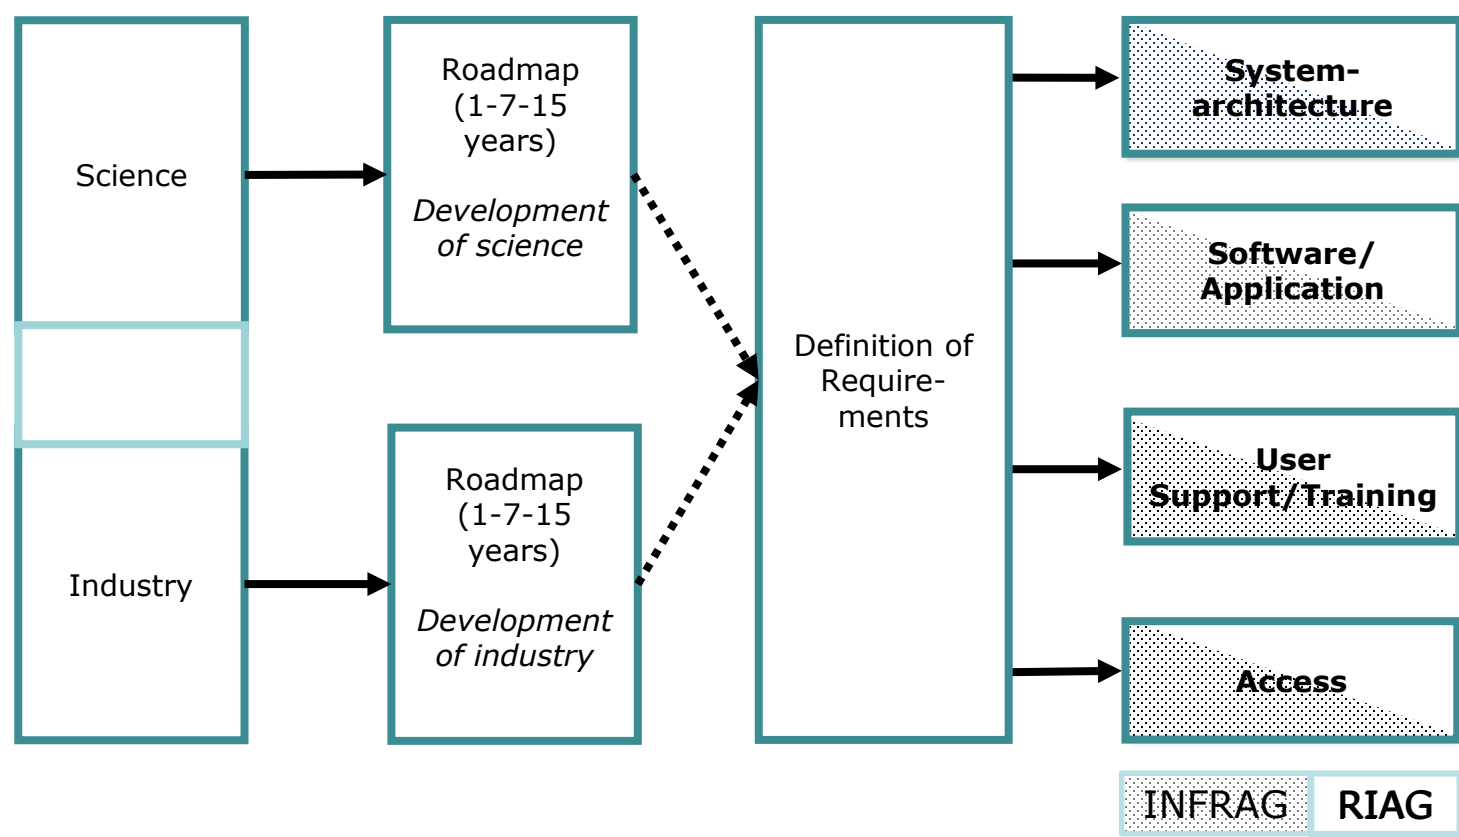 Science
Industry
Roadmap
(1-7-15
years)
Development
of science
Roadmap
(1-7-15
years)
Development
of industry
Definition of
Require-
ments
System-
architecture
Software/
Application
User
Support/Training
Access
INFRAG
RIAG